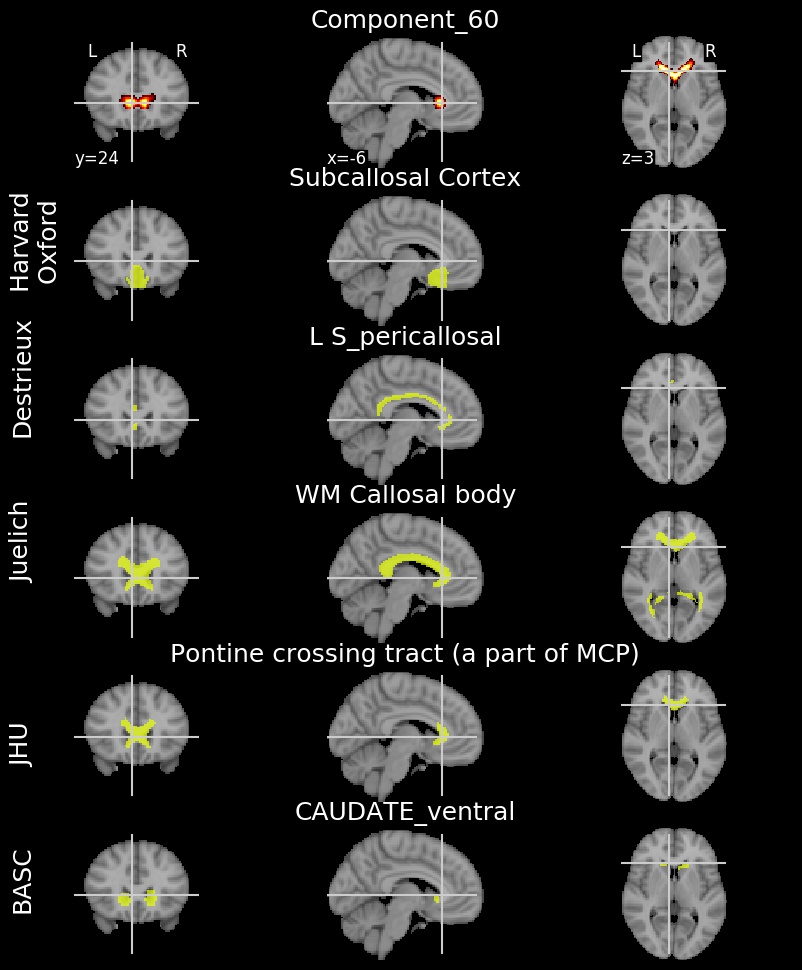 Component_60
L R
L R
y=24
x=-6
z=3
Subcallosal Cortex
Harvard
Oxford
L S_pericallosal
Destrieux
WM Callosal body
Juelich
Pontine crossing tract (a part of MCP)
JHU
CAUDATE_ventral
BASC